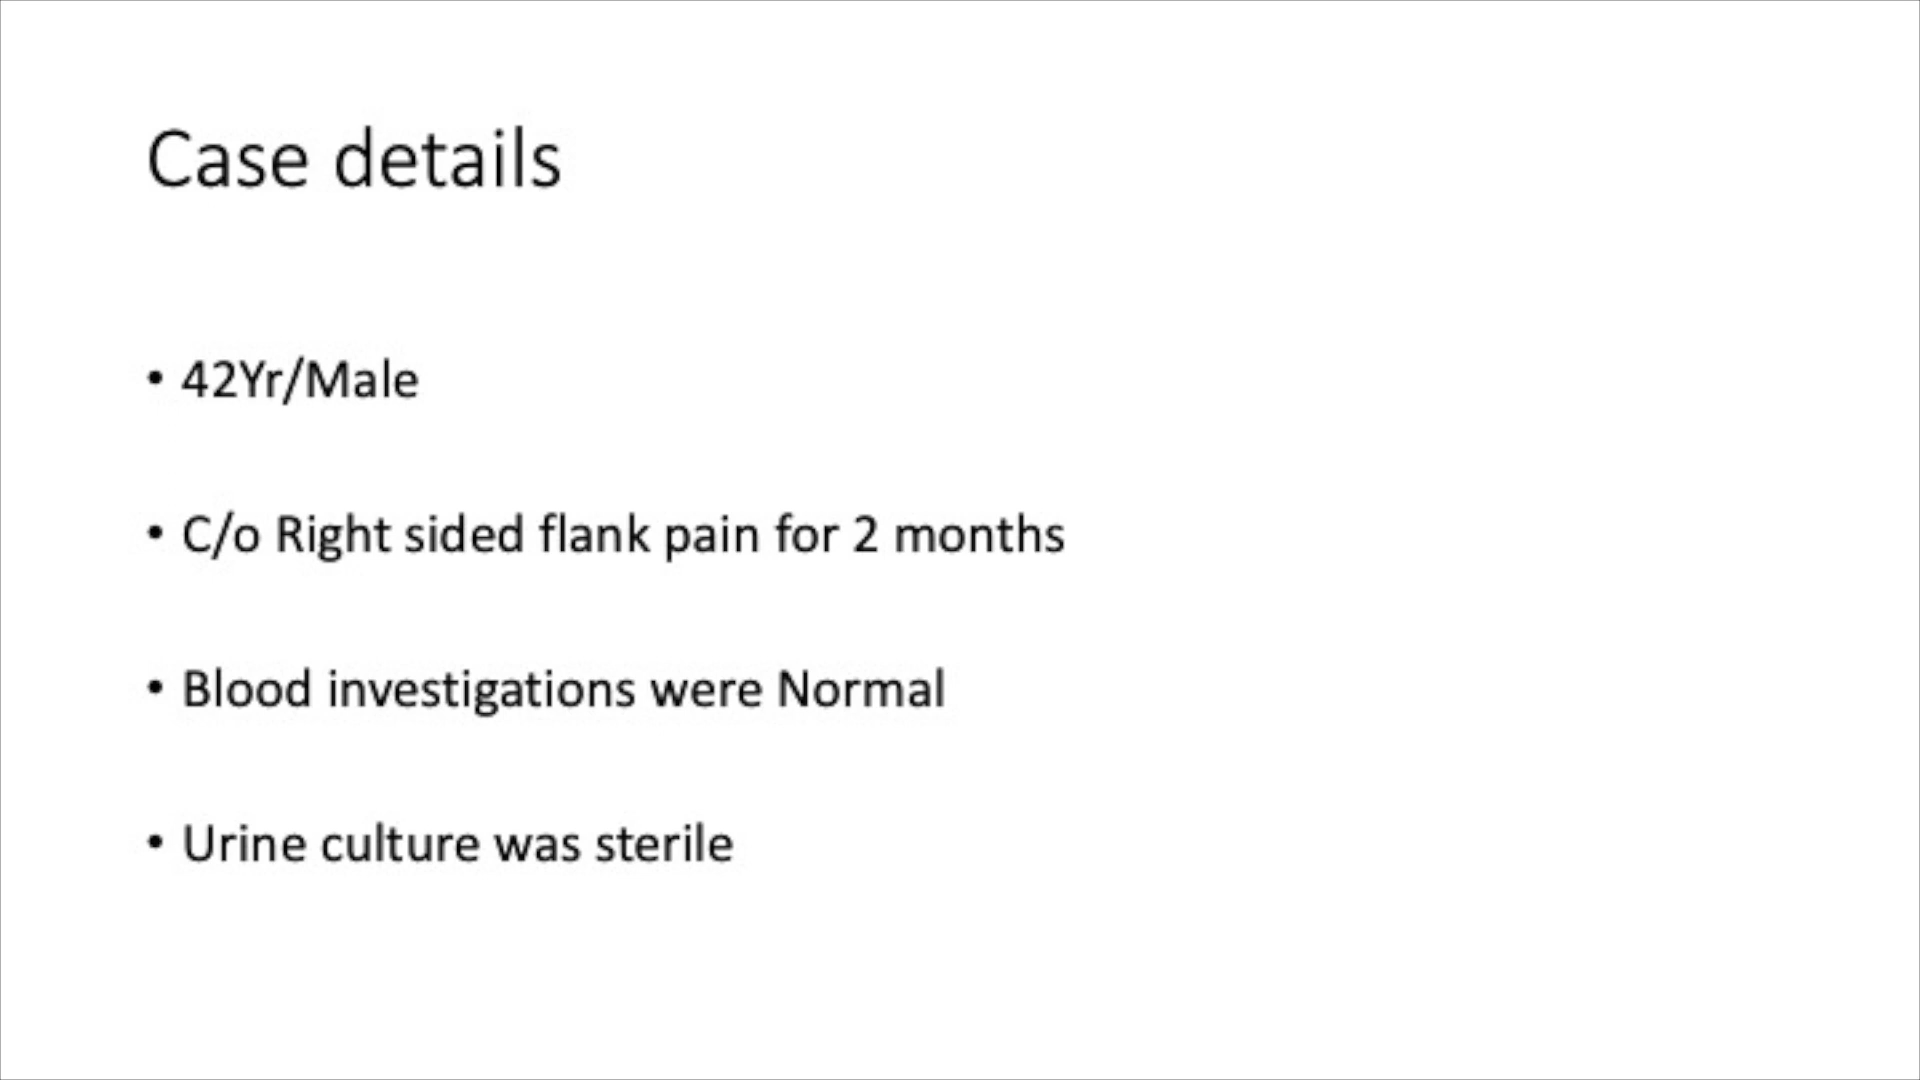 Case details
• 42Yr/Male
• C/o Right sided flank pain for 2 months
• Blood investigations were Normal
• Urine culture was sterile